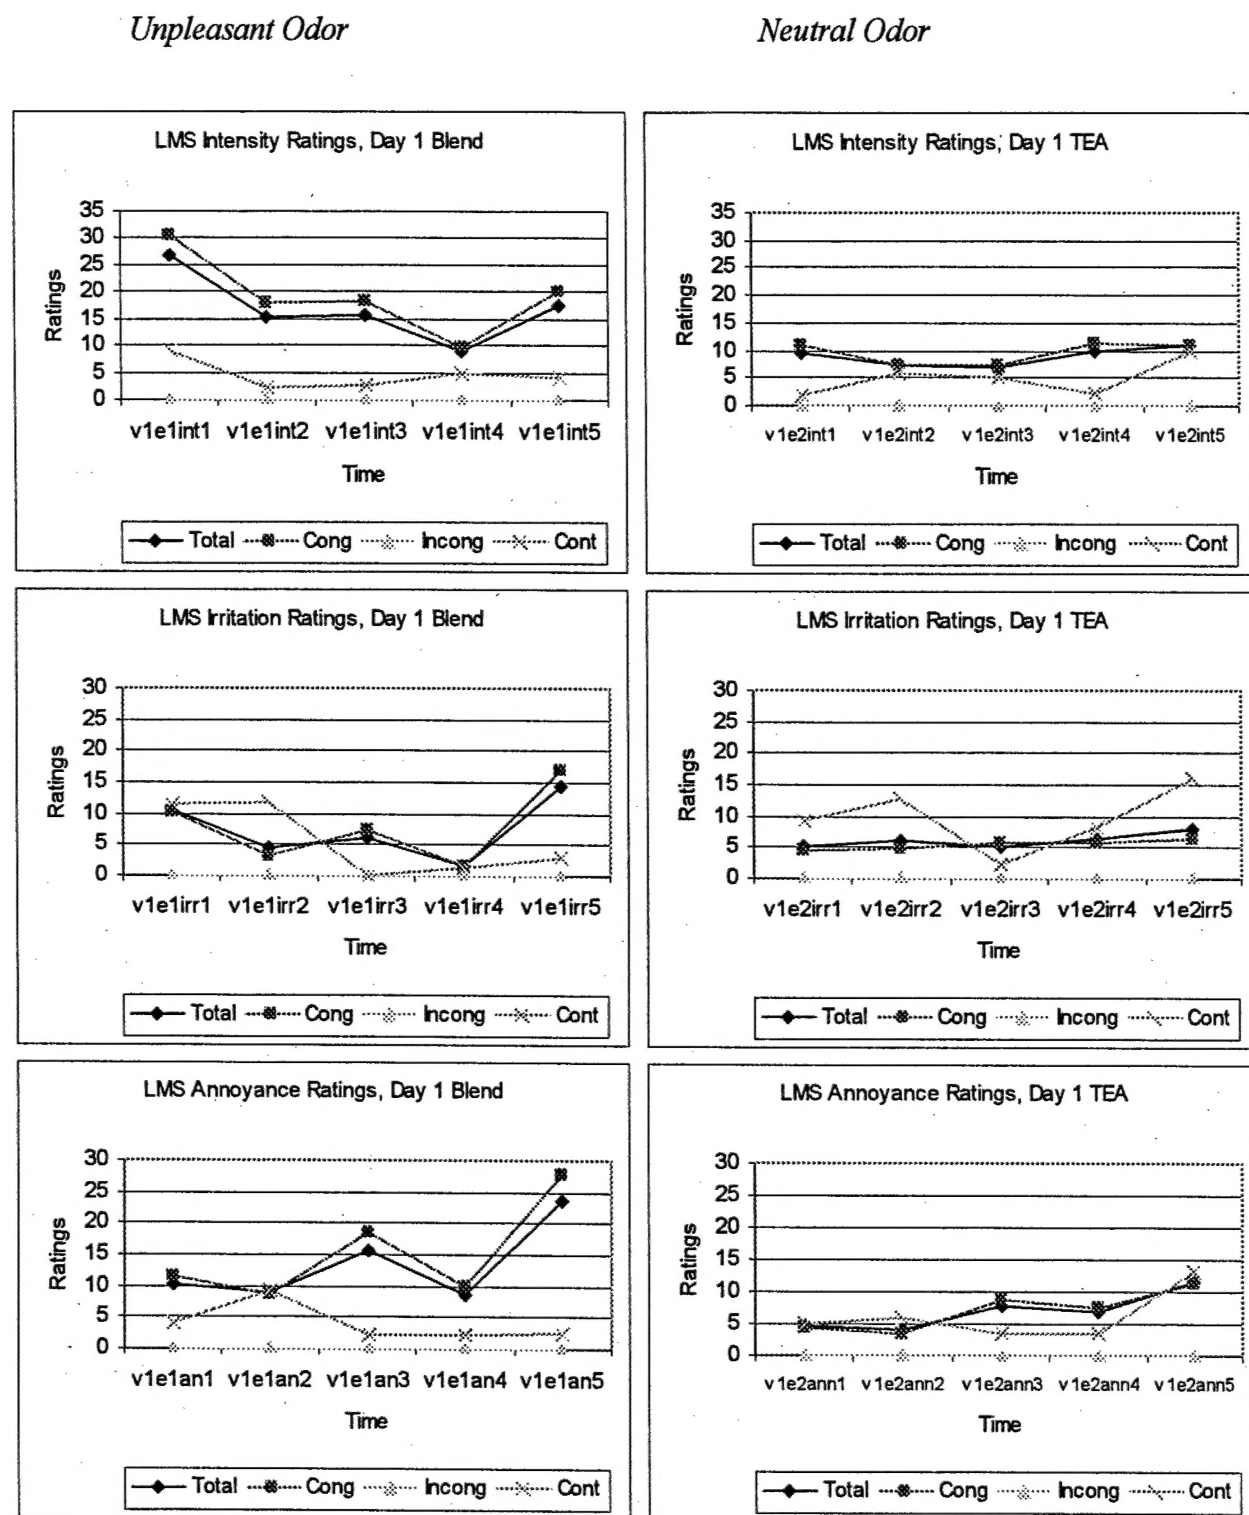 Unpleasant Odor
Neutral Odor
LMS Intensity Ratings, Day 1 Blend
35
30
25
20
15
10
5
0
Ratings
v1e1int1 v1e1int2 v1e1int3 v1e1int4 v1e1int5
Time
Total Cong Incong Cont
LMS Intensity Ratings, Day 1 TEA
35
30
25
20
15
10
5
0
Ratings
v1e2int1 v1e2int2 v1e2int3 v1e2int4 v1e2int5
Time
Total Cong Incong Cont
LMS Irritation Ratings, Day 1 Blend
30
25
20
15
10
5
0
Ratings
v1e1irr1 v1e1irr2 v1e1irr3 v1e1irr4 v1e1irr5
Time
Total Cong Incong Cont
LMS Irritation Ratings, Day 1 TEA
30
25
20
15
10
5
0
Ratings
v1e2irr1 v1e2irr2 v1e2irr3 v1e2irr4 v1e2irr5
Time
Total Cong Incong Cont
LMS Annoyance Ratings, Day 1 Blend
30
25
20
15
10
5
0
Ratings
v1e1an1 v1e1an2 v1e1an3 v1e1an4 v1e1an5
Time
Total Cong Incong Cont
LMS Annoyance Ratings, Day 1 TEA
30
25
20
15
10
5
0
Ratings
v1e2ann1 v1e2ann2 v1e2ann3 v1e2ann4 v1e2ann5
Time
Total Cong Incong Cont